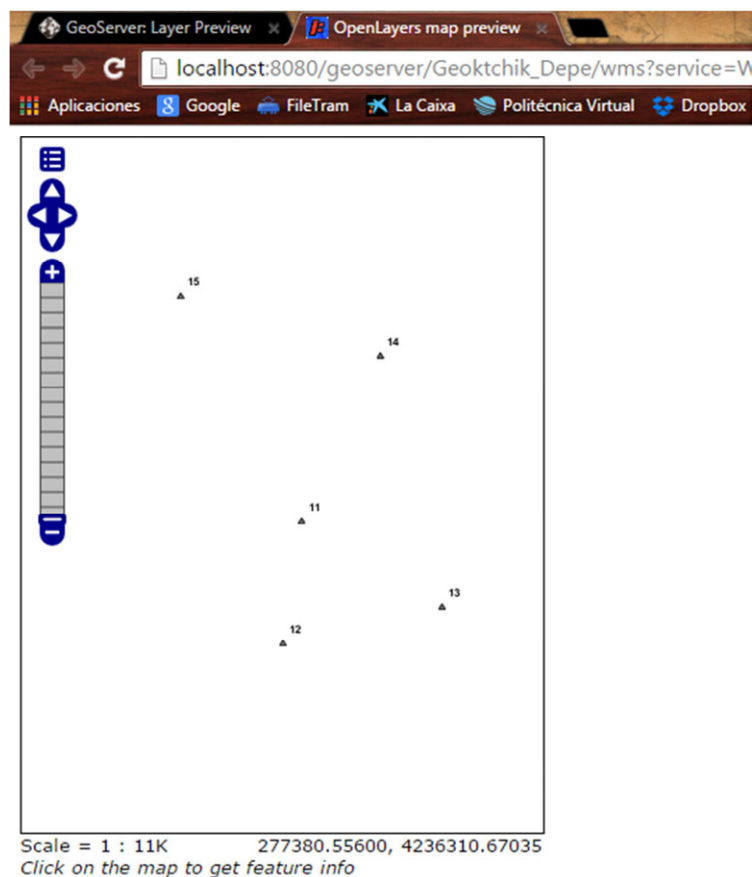 GeoServer: Layer Preview
OpenLayers map preview
localhost:8080/geoserver/Geoktchik_Depe/wms?service=W
Aplicaciones Google FileTram La Caixa Politécnica Virtual Dropbox
15
14
11
13
12
Scale = 1 : 11K 277380.55600, 4236310.67035
Click on the map to get feature info